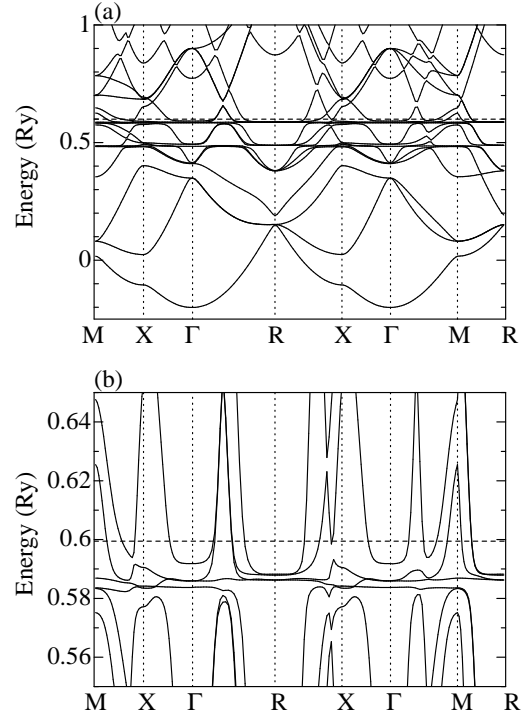 (a)
1
0.5
0
Energy (Ry)
M X Γ R X Γ M R
(b)
0.64
0.62
0.6
0.58
0.56
Energy (Ry)
M X Γ R X Γ M R